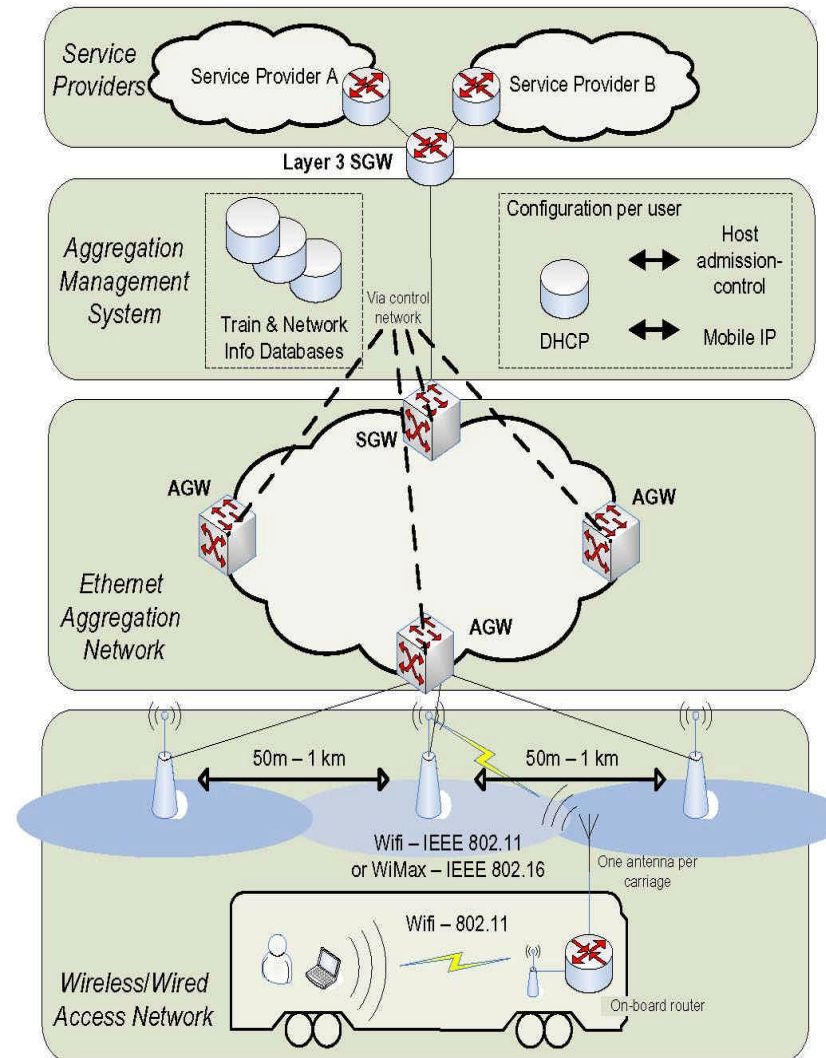 Service
Providers
Service Provider A
Service Provider B
Layer 3 SGW
Aggregation
Management
System
Train & Network
Info Databases
Via control
network
Configuration per user
DHCP
Host
admission-
control
Mobile IP
SGW
AGW
AGW
AGW
Ethernet
Aggregation
Network
50m – 1 km
50m – 1 km
Wifi – IEEE 802.11
or WiMax – IEEE 802.16
One antenna per
carriage
Wifi – 802.11
On-board router
Wireless/Wired
Access Network